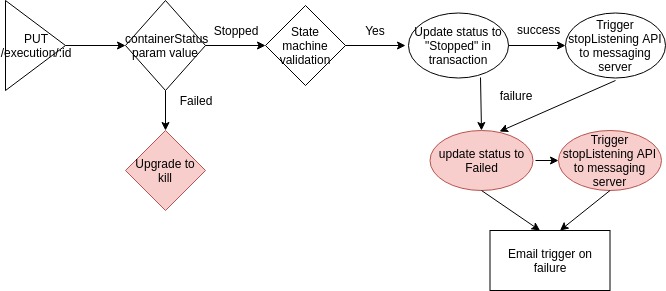 PUT
/execution/:id
containerStatus
param value
Stopped
State
machine
validation
Yes
Update status to
"Stopped" in
transaction
success
Trigger
stopListening API
to messaging
server
Failed
failure
Upgrade to
kill
update status to
Failed
Trigger
stopListening API
to messaging
server
Email trigger on
failure